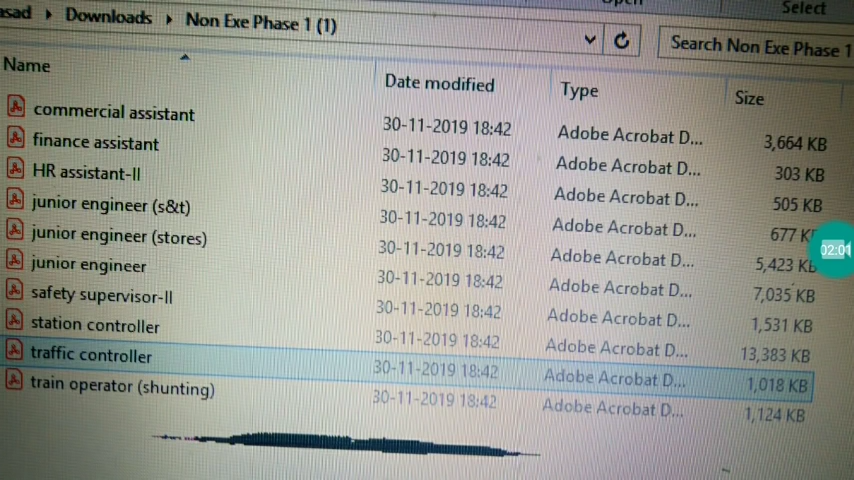 Open
Select
asad > Downloads > Non Exe Phase 1 (1)
Search Non Exe Phase 1
Name Date modified Type Size
commercial assistant 30-11-2019 18:42 Adobe Acrobat D... 3,664 KB
finance assistant 30-11-2019 18:42 Adobe Acrobat D... 303 KB
HR assistant-II 30-11-2019 18:42 Adobe Acrobat D... 505 KB
junior engineer (s&t) 30-11-2019 18:42 Adobe Acrobat D... 677 KB
junior engineer (stores) 30-11-2019 18:42 Adobe Acrobat D... 5,423 KB
junior engineer 30-11-2019 18:42 Adobe Acrobat D... 7,035 KB
safety supervisor-II 30-11-2019 18:42 Adobe Acrobat D... 1,531 KB
station controller 30-11-2019 18:42 Adobe Acrobat D... 13,383 KB
traffic controller 30-11-2019 18:42 Adobe Acrobat D... 1,018 KB
train operator (shunting) 30-11-2019 18:42 Adobe Acrobat D... 1,124 KB